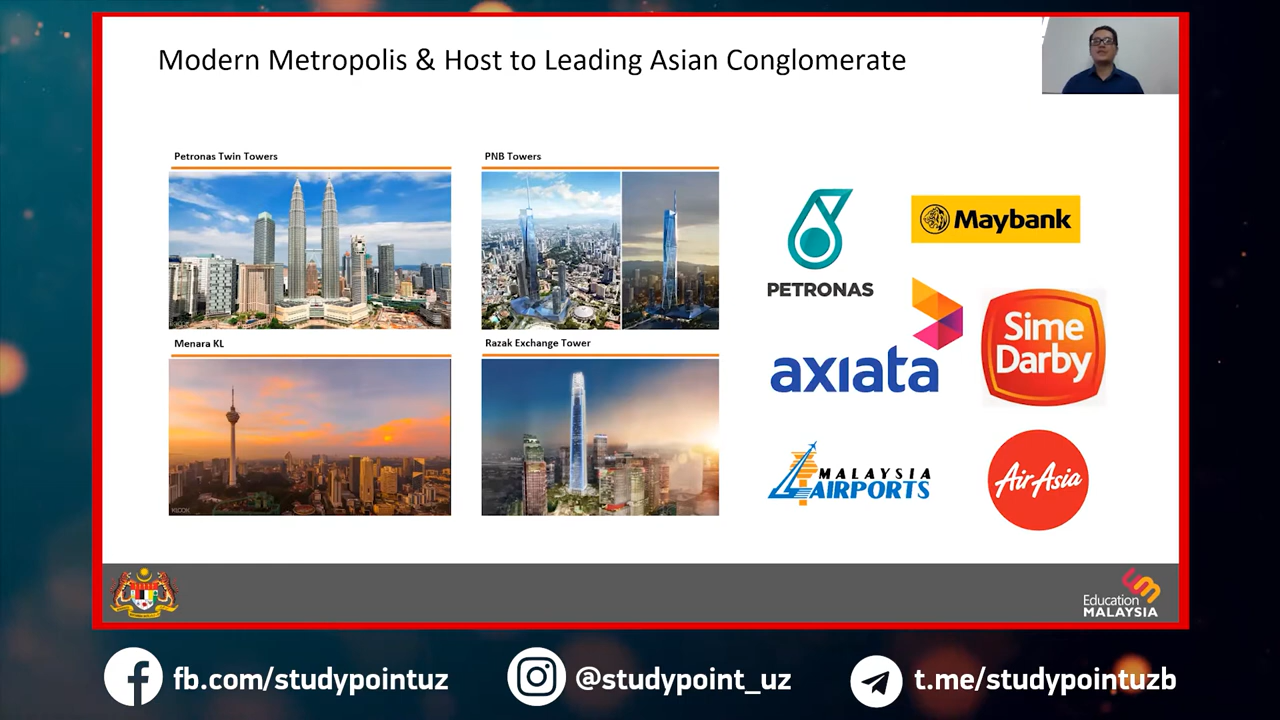 Modern Metropolis & Host to Leading Asian Conglomerate
Petronas Twin Towers
PNB Towers
Menara KL
KLOOK
Razak Exchange Tower
PETRONAS
Maybank
axiata
Sime
Darby
MALAYSIA
AIRPORTS
AirAsia
Education
MALAYSIA
fb.com/studypointuz
@studypoint_uz
t.me/studypointuzb